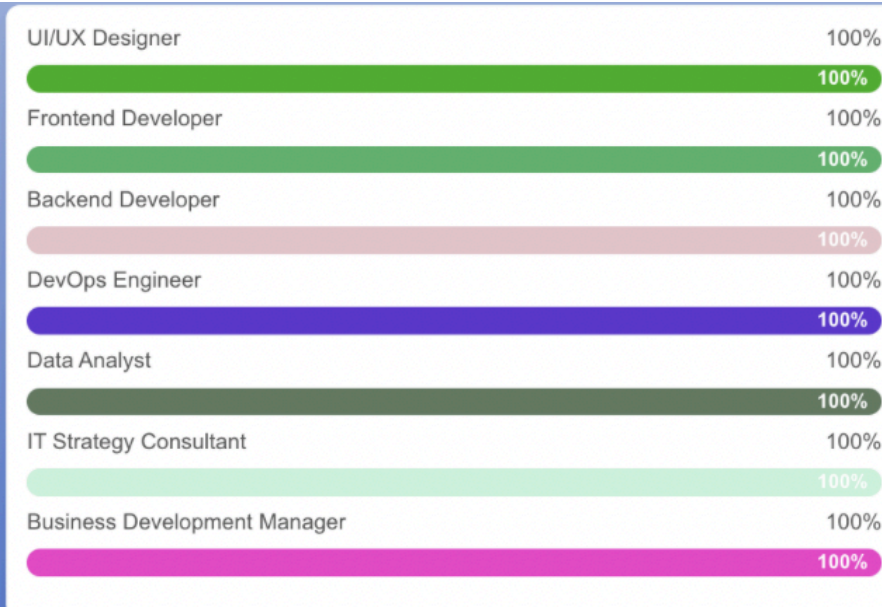 UI/UX Designer 100%
100%
Frontend Developer 100%
100%
Backend Developer 100%
100%
DevOps Engineer 100%
100%
Data Analyst 100%
100%
IT Strategy Consultant 100%
100%
Business Development Manager 100%
100%